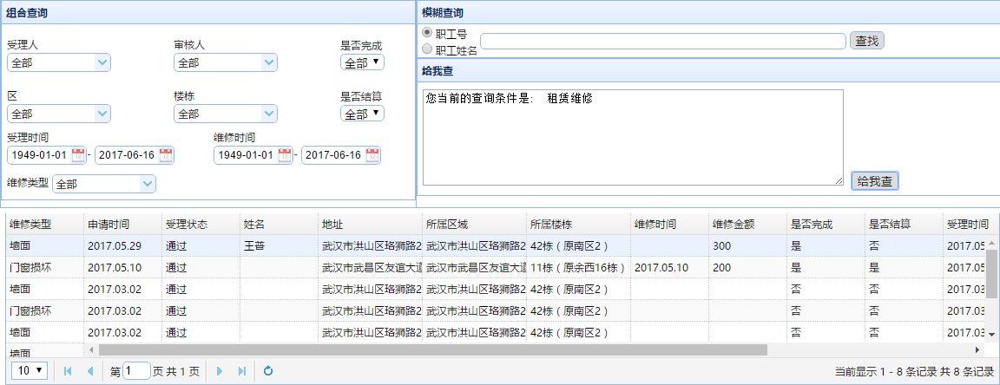 组合查询
受理人 审核人 是否完成
全部 全部 全部
区 楼栋 是否结算
全部 全部 全部
受理时间 维修时间
1949-01-01 - 2017-06-16 1949-01-01 - 2017-06-16
维修类型 全部
模糊查询
职工号
职工姓名
查找
给我查
您当前的查询条件是: 租赁维修
给我查
维修类型 申请时间 受理状态 姓名 地址 所属区域 所属楼栋 维修时间 维修金额 是否完成 是否结算 受理时间
墙面 2017.05.29 通过 王普 武汉市洪山区珞狮路2 武汉市洪山区珞狮路2 42栋（原南区2） 300 是 否 2017.05
门窗损坏 2017.05.10 通过 武汉市武昌区友谊大道 武汉市武昌区友谊大道 11栋（原余西16栋） 2017.05.10 200 是 是 2017.05
墙面 2017.03.02 通过 武汉市洪山区珞狮路2 武汉市洪山区珞狮路2 42栋（原南区2） 否 否 2017.03
门窗损坏 2017.03.02 通过 武汉市洪山区珞狮路2 武汉市洪山区珞狮路2 42栋（原南区2） 否 否 2017.03
墙面 2017.03.02 通过 武汉市洪山区珞狮路2 武汉市洪山区珞狮路2 42栋（原南区2） 否 否 2017.03
墙面
10 第 1 页 共 1 页 当前显示 1 - 8 条记录 共 8 条记录